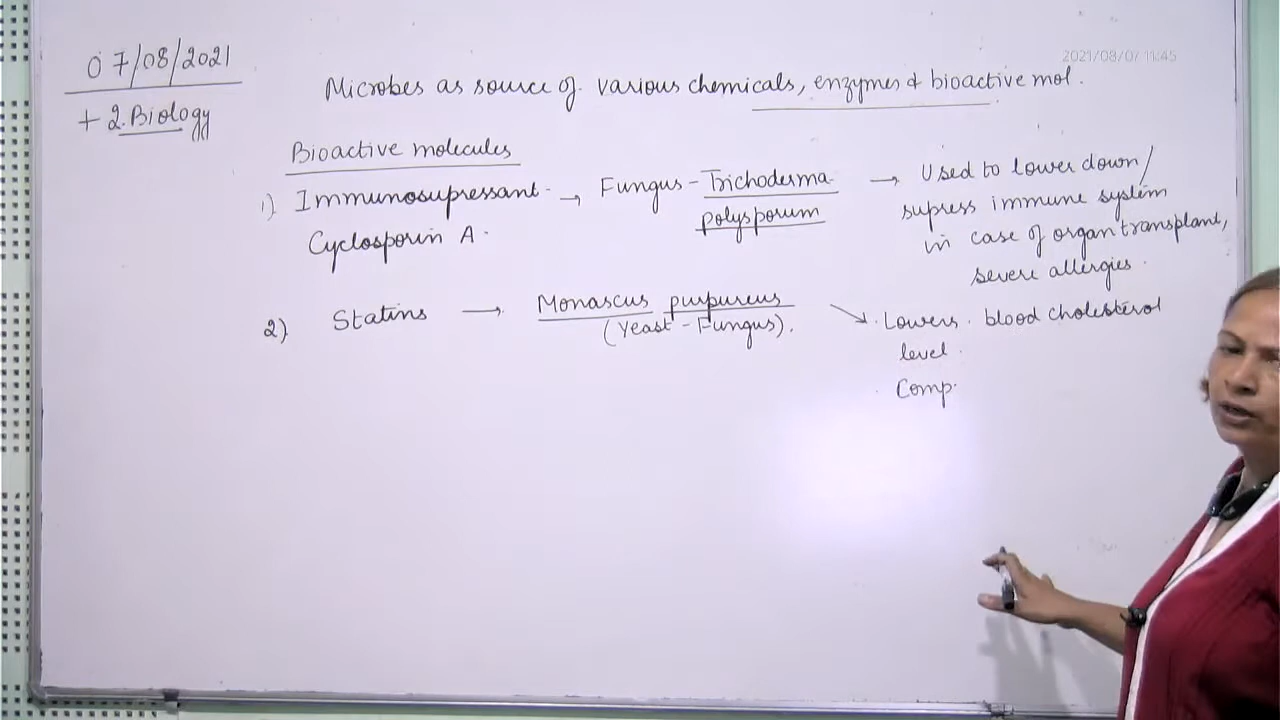 07/08/2021
2021/08/07 11:45
+2 Biology
Microbes as source of various chemicals, enzymes & bioactive mol.
Bioactive molecules
1) Immunosupressant → Fungus - Trichoderma → Used to lower down/
Cyclosporin A. polysporum supress immune system
in case of organ transplant,
severe allergies.
2) Statins → Monascus purpureus → Lowers blood cholesterol
(Yeast - Fungus). level.
Comp.